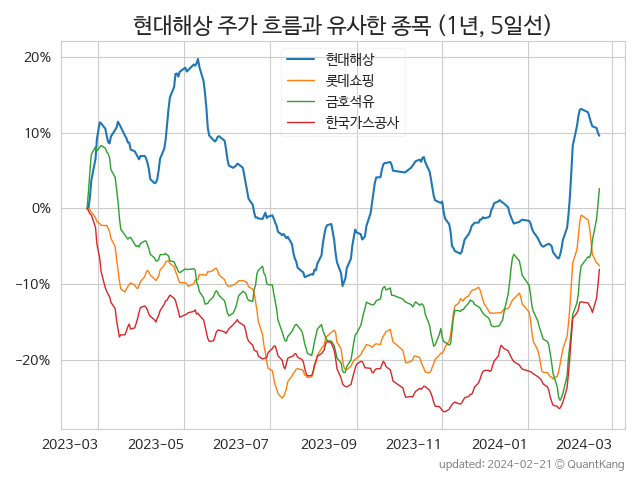 현대해상 주가 흐름과 유사한 종목 (1년, 5일선)
현대해상
롯데쇼핑
금호석유
한국가스공사
20%
10%
0%
−10%
−20%
2023-03 2023-05 2023-07 2023-09 2023-11 2024-01 2024-03
updated: 2024-02-21 © QuantKang